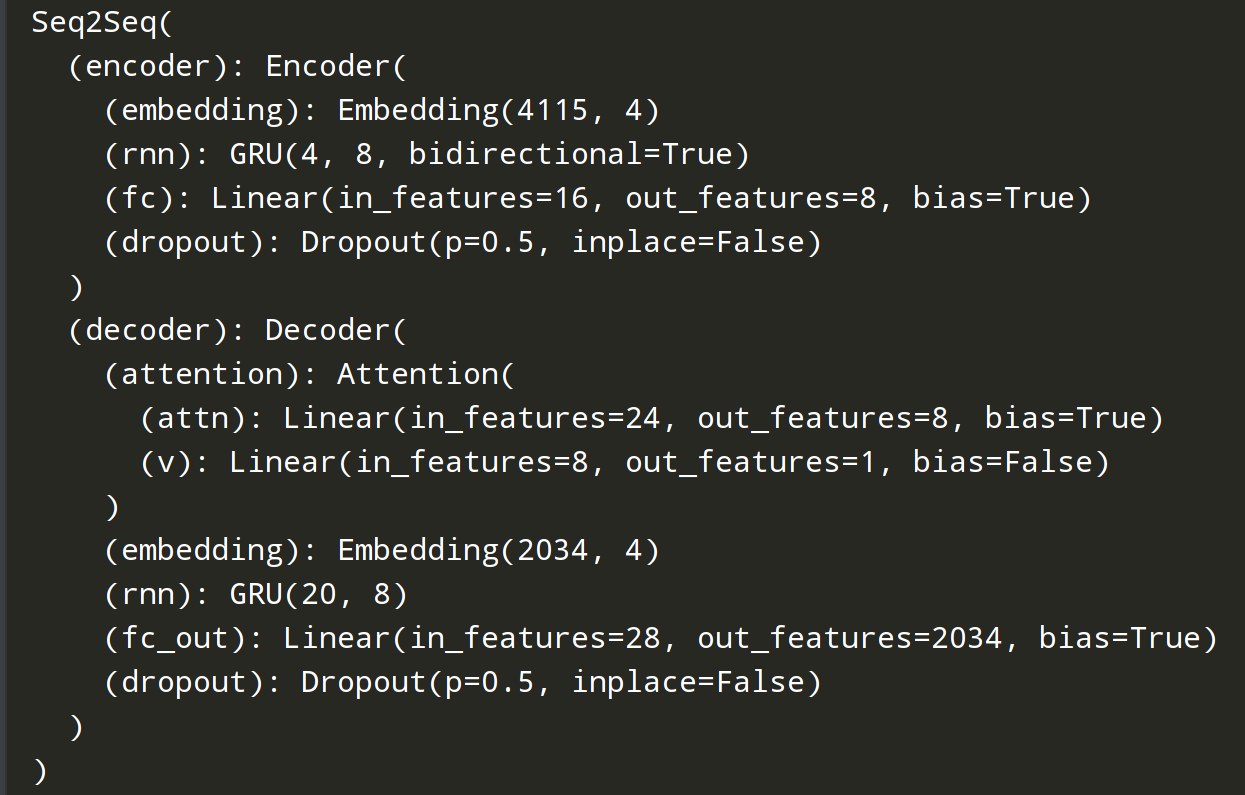 Seq2Seq(
  (encoder): Encoder(
    (embedding): Embedding(4115, 4)
    (rnn): GRU(4, 8, bidirectional=True)
    (fc): Linear(in_features=16, out_features=8, bias=True)
    (dropout): Dropout(p=0.5, inplace=False)
  )
  (decoder): Decoder(
    (attention): Attention(
      (attn): Linear(in_features=24, out_features=8, bias=True)
      (v): Linear(in_features=8, out_features=1, bias=False)
    )
    (embedding): Embedding(2034, 4)
    (rnn): GRU(20, 8)
    (fc_out): Linear(in_features=28, out_features=2034, bias=True)
    (dropout): Dropout(p=0.5, inplace=False)
  )
)